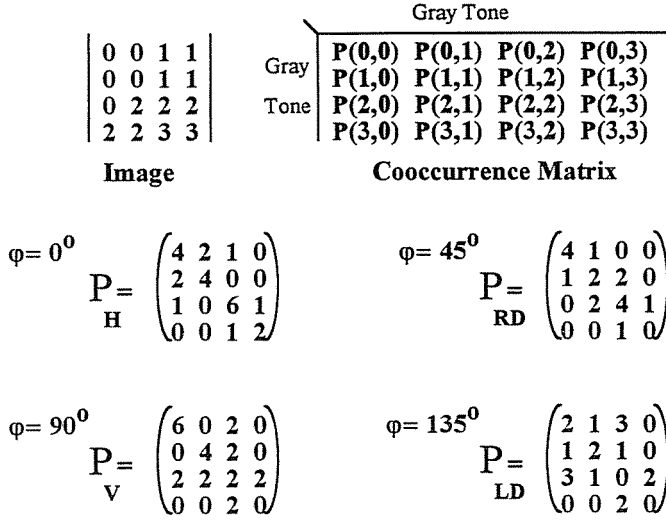 Gray Tone
0 0 1 1
0 0 1 1
0 2 2 2
2 2 3 3
Image
Gray
Tone
P(0,0) P(0,1) P(0,2) P(0,3)
P(1,0) P(1,1) P(1,2) P(1,3)
P(2,0) P(2,1) P(2,2) P(2,3)
P(3,0) P(3,1) P(3,2) P(3,3)
Cooccurrence Matrix
φ= 0⁰
P_H =
4 2 1 0
2 4 0 0
1 0 6 1
0 0 1 2
φ= 45⁰
P_RD =
4 1 0 0
1 2 2 0
0 2 4 1
0 0 1 0
φ= 90⁰
P_V =
6 0 2 0
0 4 2 0
2 2 2 2
0 0 2 0
φ= 135⁰
P_LD =
2 1 3 0
1 2 1 0
3 1 0 2
0 0 2 0